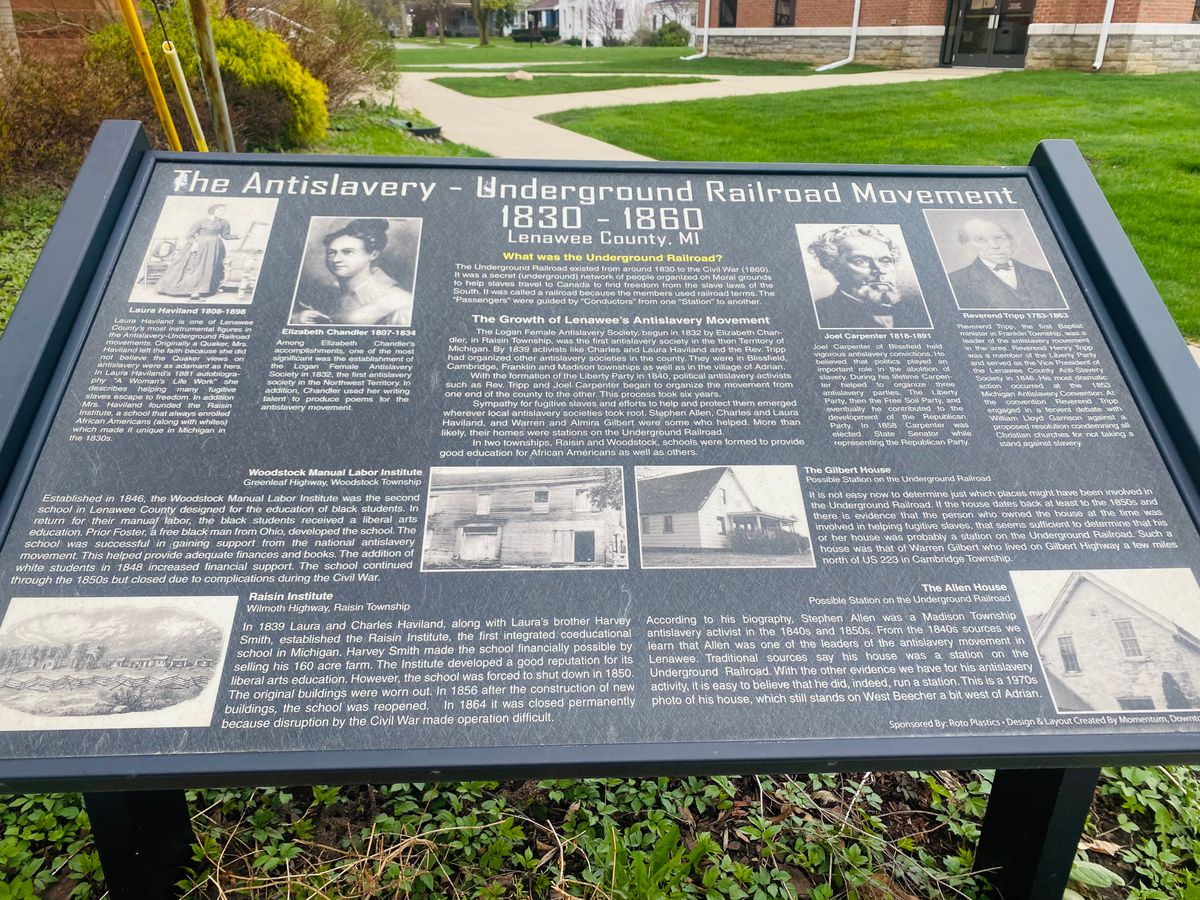 The Antislavery - Underground Railroad Movement
1830 - 1860
Lenawee County, MI
Laura Haviland 1808-1898
Laura Haviland is one of Lenawee
County's most instrumental figures in
the Antislavery-Underground Railroad
movements. Originally a Quaker, Mrs.
Haviland left the faith because she did
not believe the Quaker views on
antislavery were as adamant as hers.
In Laura Haviland's 1881 autobiogra-
phy "A Woman's Life Work" she
describes helping many fugitive
slaves escape to freedom. In addition
Mrs. Haviland founded the Raisin
Institute, a school that always enrolled
African Americans (along with whites)
which made it unique in Michigan in
the 1830s.
Elizabeth Chandler 1807-1834
Among Elizabeth Chandler's
accomplishments, one of the most
significant was the establishment of
the Logan Female Antislavery
Society in 1832, the first antislavery
society in the Northwest Territory. In
addition, Chandler used her writing
talent to produce poems for the
antislavery movement.
What was the Underground Railroad?
The Underground Railroad existed from around 1830 to the Civil War (1860).
It was a secret (underground) network of people organized on Moral grounds
to help slaves travel to Canada to find freedom from the slave laws of the
South. It was called a railroad because the members used railroad terms. The
"Passengers" were guided by "Conductors" from one "Station" to another.
The Growth of Lenawee's Antislavery Movement
The Logan Female Antislavery Society, begun in 1832 by Elizabeth Chan-
dler, in Raisin Township, was the first antislavery society in the then Territory of
Michigan. By 1839 activists like Charles and Laura Haviland and the Rev. Tripp
had organized other antislavery societies in the county. They were in Blissfield,
Cambridge, Franklin and Madison townships as well as in the village of Adrian.
With the formation of the Liberty Party in 1840, political antislavery activists
such as Rev. Tripp and Joel Carpenter began to organize the movement from
one end of the county to the other. This process took six years.
Sympathy for fugitive slaves and efforts to help and protect them emerged
wherever local antislavery societies took root. Stephen Allen, Charles and Laura
Haviland, and Warren and Almira Gilbert were some who helped. More than
likely, their homes were stations on the Underground Railroad.
In two townships, Raisin and Woodstock, schools were formed to provide
good education for African Americans as well as others.
Joel Carpenter 1818-1891
Joel Carpenter of Blissfield held
vigorous antislavery convictions. He
believed that politics played an
important role in the abolition of
slavery. During his lifetime Carpen-
ter helped to organize three
antislavery parties. The Liberty
Party, then the Free Soil Party, and
eventually he contributed to the
development of the Republican
Party. In 1858 Carpenter was
elected State Senator while
representing the Republican Party.
Reverend Tripp 1783-1863
Reverend Tripp, the first Baptist
minister in Franklin Township, was a
leader of the antislavery movement
in the area. Reverend Henry Tripp
was a member of the Liberty Party
and served as the Vice President of
the Lenawee County Anti-Slavery
Society in 1846. His most dramatic
action occurred at the 1853
Michigan Antislavery Convention. At
the convention Reverend Tripp
engaged in a fervent debate with
William Lloyd Garrison against a
proposed resolution condemning all
Christian churches for not taking a
stand against slavery.
Woodstock Manual Labor Institute
Greenleaf Highway, Woodstock Township
Established in 1846, the Woodstock Manual Labor Institute was the second
school in Lenawee County designed for the education of black students. In
return for their manual labor, the black students received a liberal arts
education. Prior Foster, a free black man from Ohio, developed the school. The
school was successful in gaining support from the national antislavery
movement. This helped provide adequate finances and books. The addition of
white students in 1848 increased financial support. The school continued
through the 1850s but closed due to complications during the Civil War.
The Gilbert House
Possible Station on the Underground Railroad
It is not easy now to determine just which places might have been involved in
the Underground Railroad. If the house dates back at least to the 1850s and
there is evidence that the person who owned the house at the time was
involved in helping fugitive slaves, that seems sufficient to determine that his
or her house was probably a station on the Underground Railroad. Such a
house was that of Warren Gilbert who lived on Gilbert Highway a few miles
north of US 223 in Cambridge Township.
Raisin Institute
Wilmoth Highway, Raisin Township
In 1839 Laura and Charles Haviland, along with Laura's brother Harvey
Smith, established the Raisin Institute, the first integrated coeducational
school in Michigan. Harvey Smith made the school financially possible by
selling his 160 acre farm. The Institute developed a good reputation for its
liberal arts education. However, the school was forced to shut down in 1850.
The original buildings were worn out. In 1856 after the construction of new
buildings, the school was reopened. In 1864 it was closed permanently
because disruption by the Civil War made operation difficult.
The Allen House
Possible Station on the Underground Railroad
According to his biography, Stephen Allen was a Madison Township
antislavery activist in the 1840s and 1850s. From the 1840s sources we
learn that Allen was one of the leaders of the antislavery movement in
Lenawee. Traditional sources say his house was a station on the
Underground Railroad. With the other evidence we have for his antislavery
activity, it is easy to believe that he did, indeed, run a station. This is a 1970s
photo of his house, which still stands on West Beecher a bit west of Adrian.
Sponsored By: Roto Plastics • Design & Layout Created By Momentum, Downto